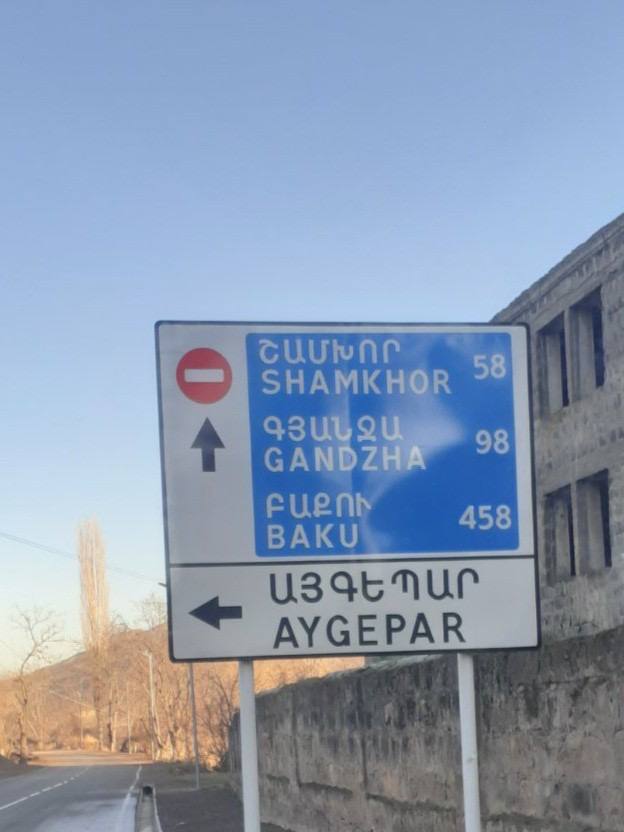 ՇԱՄԽՈՐ 58
SHAMKHOR
ԳՅԱՆՋԱ 98
GANDZHA
ԲԱՔՈՒ 458
BAKU
ԱՅԳԵՊԱՐ
AYGEPAR